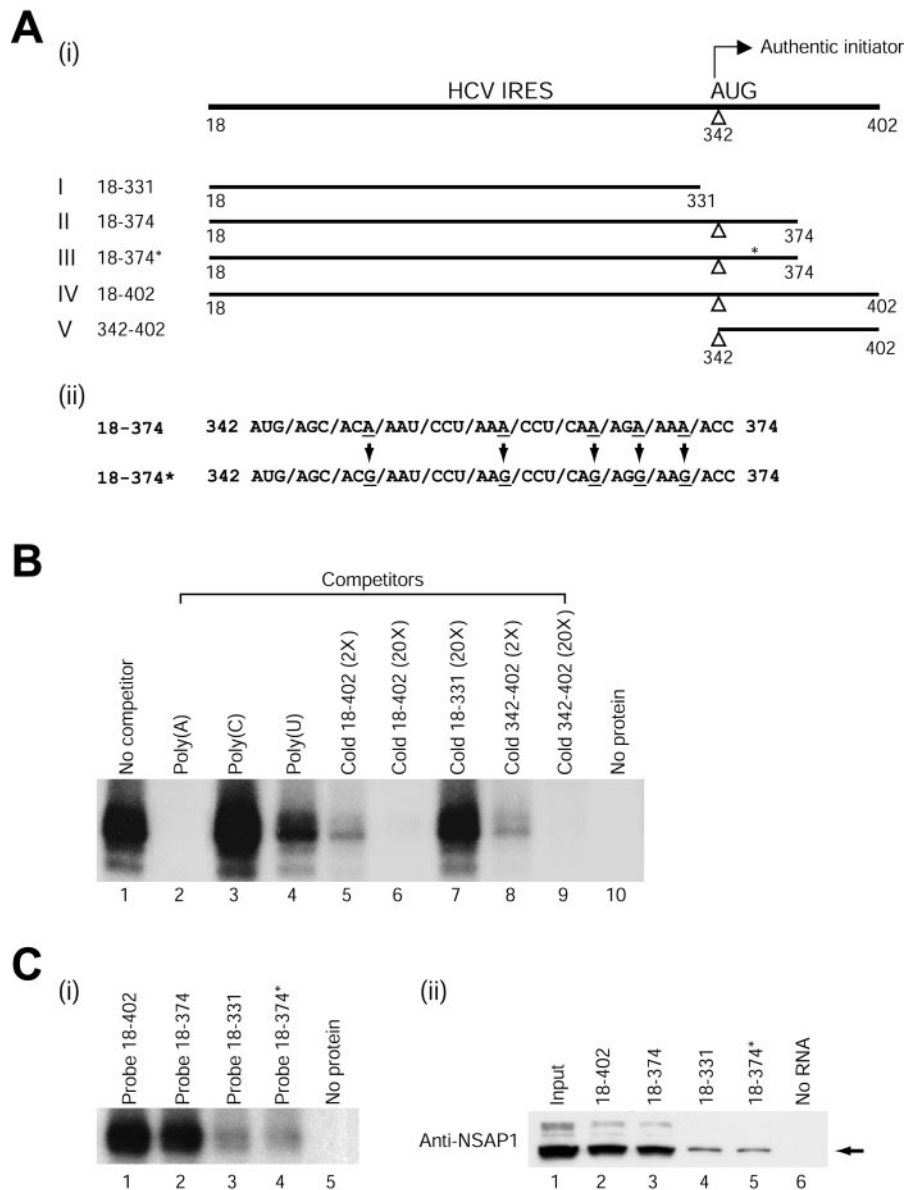 A
(i)
Authentic initiator
HCV IRES
AUG
18
342
402
I 18-331
18
331
II 18-374
18
374
III 18-374*
*
18
374
IV 18-402
18
402
V 342-402
342
402
(ii)
18-374 342 AUG/AGC/ACA/AAU/CCU/AAA/CCU/CAA/AGA/AAA/ACC 374
18-374* 342 AUG/AGC/ACG/AAU/CCU/AAG/CCU/CAG/AGG/AAG/ACC 374
B
Competitors
No competitor
Poly(A)
Poly(C)
Poly(U)
Cold 18-402 (2X)
Cold 18-402 (20X)
Cold 18-331 (20X)
Cold 342-402 (2X)
Cold 342-402 (20X)
No protein
1 2 3 4 5 6 7 8 9 10
C
(i)
Probe 18-402
Probe 18-374
Probe 18-331
Probe 18-374*
No protein
1 2 3 4 5
(ii)
Input
18-402
18-374
18-331
18-374*
No RNA
Anti-NSAP1
1 2 3 4 5 6